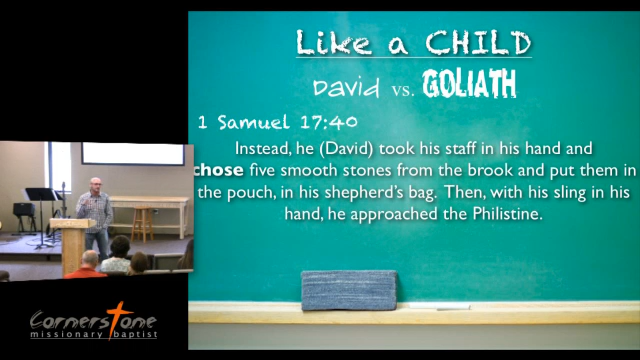 Like a CHILD
David vs. GOLIATH
1 Samuel 17:40
Instead, he (David) took his staff in his hand and
chose five smooth stones from the brook and put them in
the pouch, in his shepherd's bag. Then, with his sling in his
hand, he approached the Philistine.
Cornerstone
missionary baptist